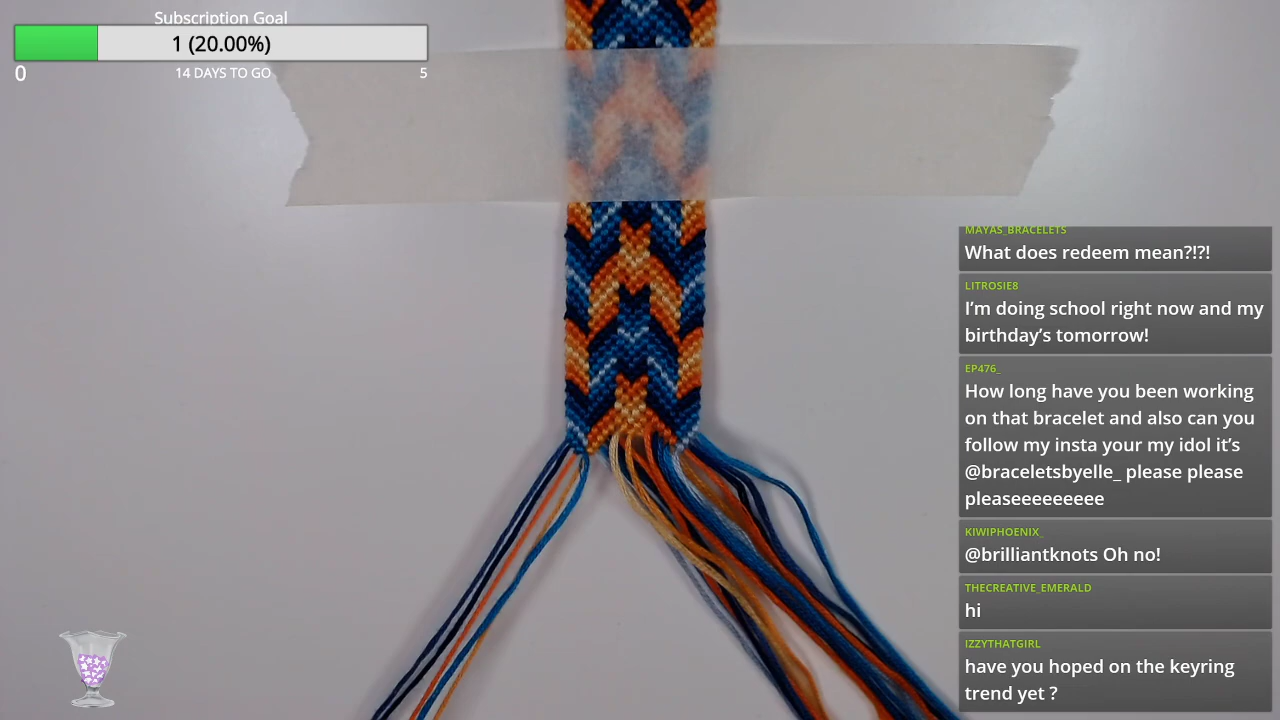 Subscription Goal
1 (20.00%)
0
14 DAYS TO GO
5
MAYAS_BRACELETS
What does redeem mean?!?!
LITROSIE8
I’m doing school right now and my
birthday’s tomorrow!
EP476_
How long have you been working
on that bracelet and also can you
follow my insta your my idol it’s
@braceletsbyelle_ please please
pleaseeeeeeeee
KIWIPHOENIX_
@brilliantknots Oh no!
THECREATIVE_EMERALD
hi
IZZYTHATGIRL
have you hoped on the keyring
trend yet ?